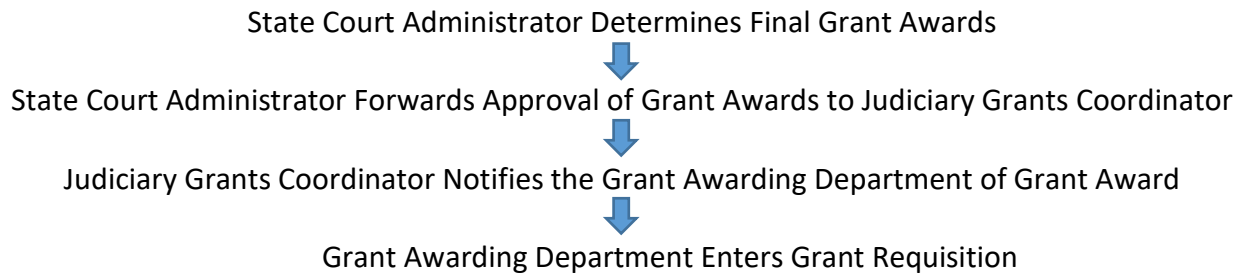 State Court Administrator Determines Final Grant Awards
State Court Administrator Forwards Approval of Grant Awards to Judiciary Grants Coordinator
Judiciary Grants Coordinator Notifies the Grant Awarding Department of Grant Award
Grant Awarding Department Enters Grant Requisition